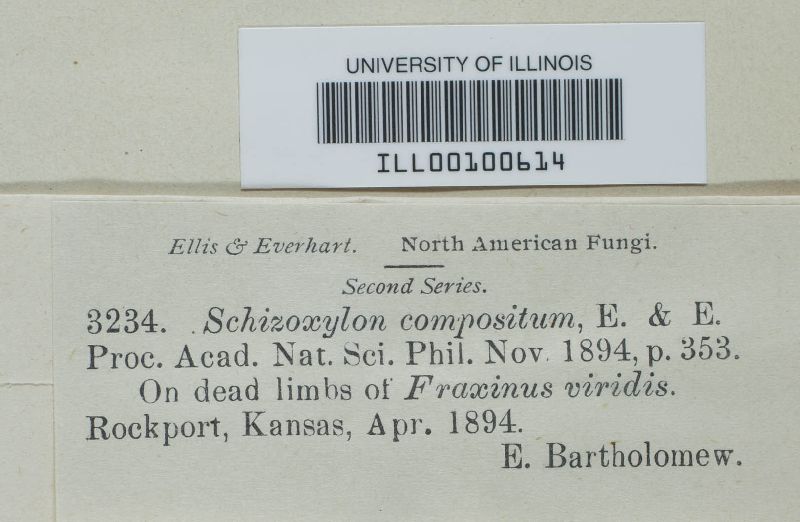 UNIVERSITY OF ILLINOIS
ILL00100614
Ellis & Everhart. North American Fungi.
Second Series.
3234. Schizoxylon compositum, E. & E.
Proc. Acad. Nat. Sci. Phil. Nov. 1894, p. 353.
On dead limbs of Fraxinus viridis.
Rockport, Kansas, Apr. 1894.
E. Bartholomew.